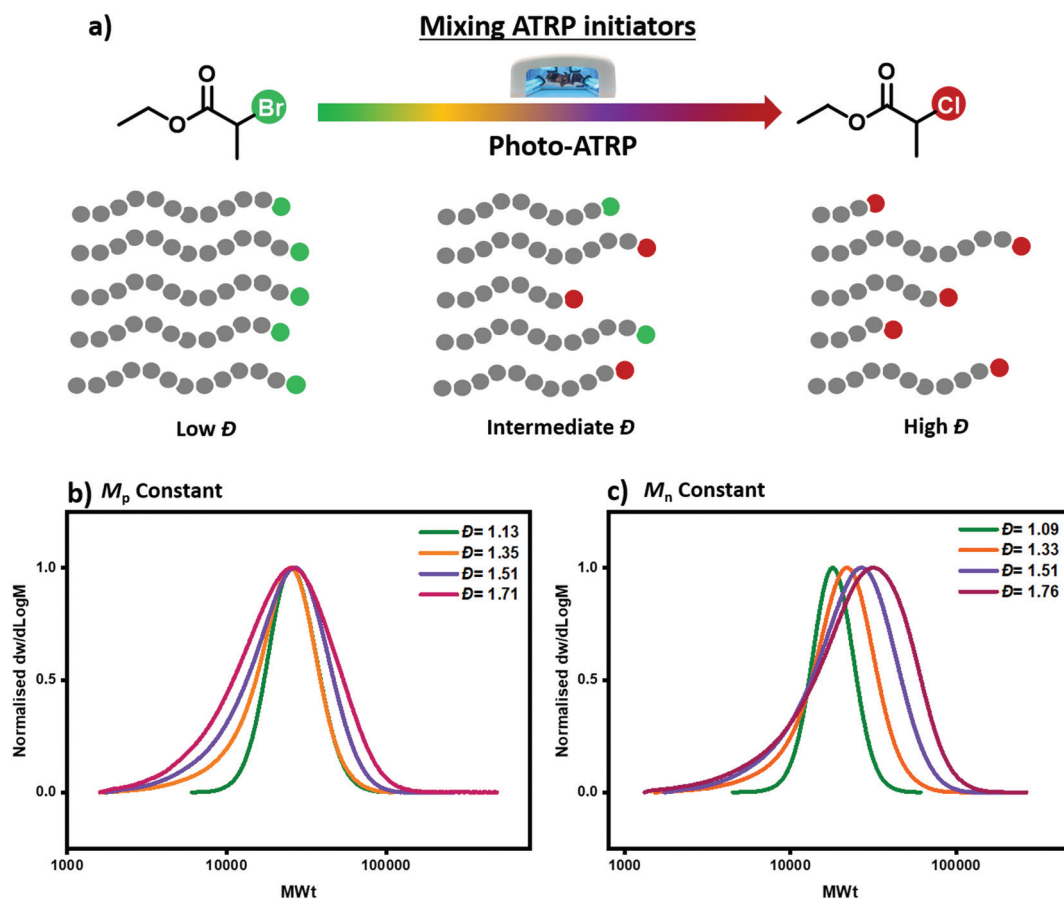 a)
Mixing ATRP initiators
O
O
Br
Photo-ATRP
O
O
Cl
Low Đ
Intermediate Đ
High Đ
b) Mp Constant
Đ= 1.13
Đ= 1.35
Đ= 1.51
Đ= 1.71
Normalised dw/dLogM
1.0
0.5
0.0
1000
10000
100000
MWt
c) Mn Constant
Đ= 1.09
Đ= 1.33
Đ= 1.51
Đ= 1.76
Normalised dw/dLogM
1.0
0.5
0.0
1000
10000
100000
MWt